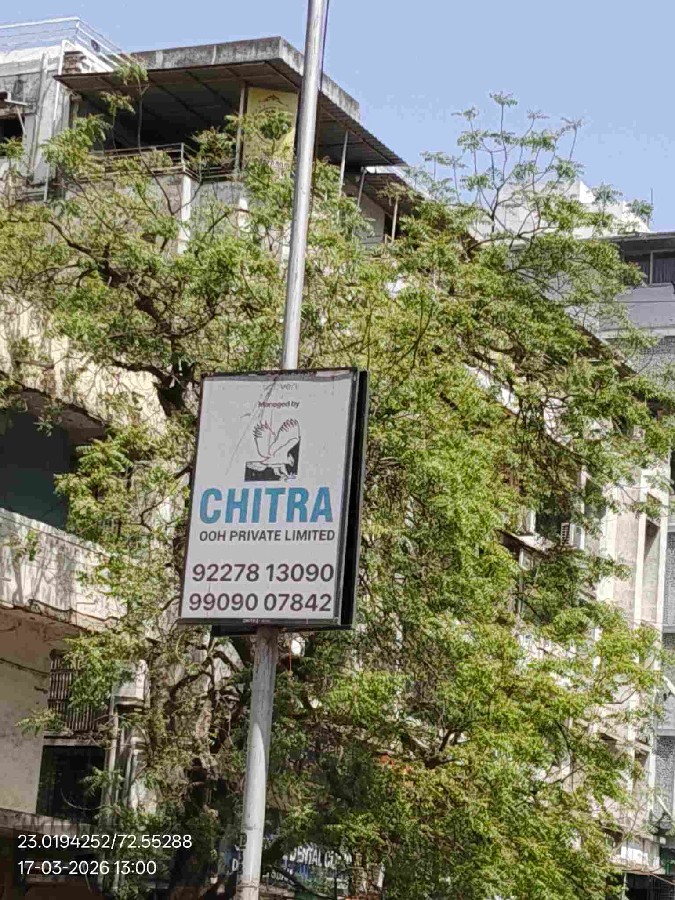 Managed by
CHITRA
OOH PRIVATE LIMITED
92278 13090
99090 07842
DENTAL
23.0194252/72.55288
17-03-2026 13:00